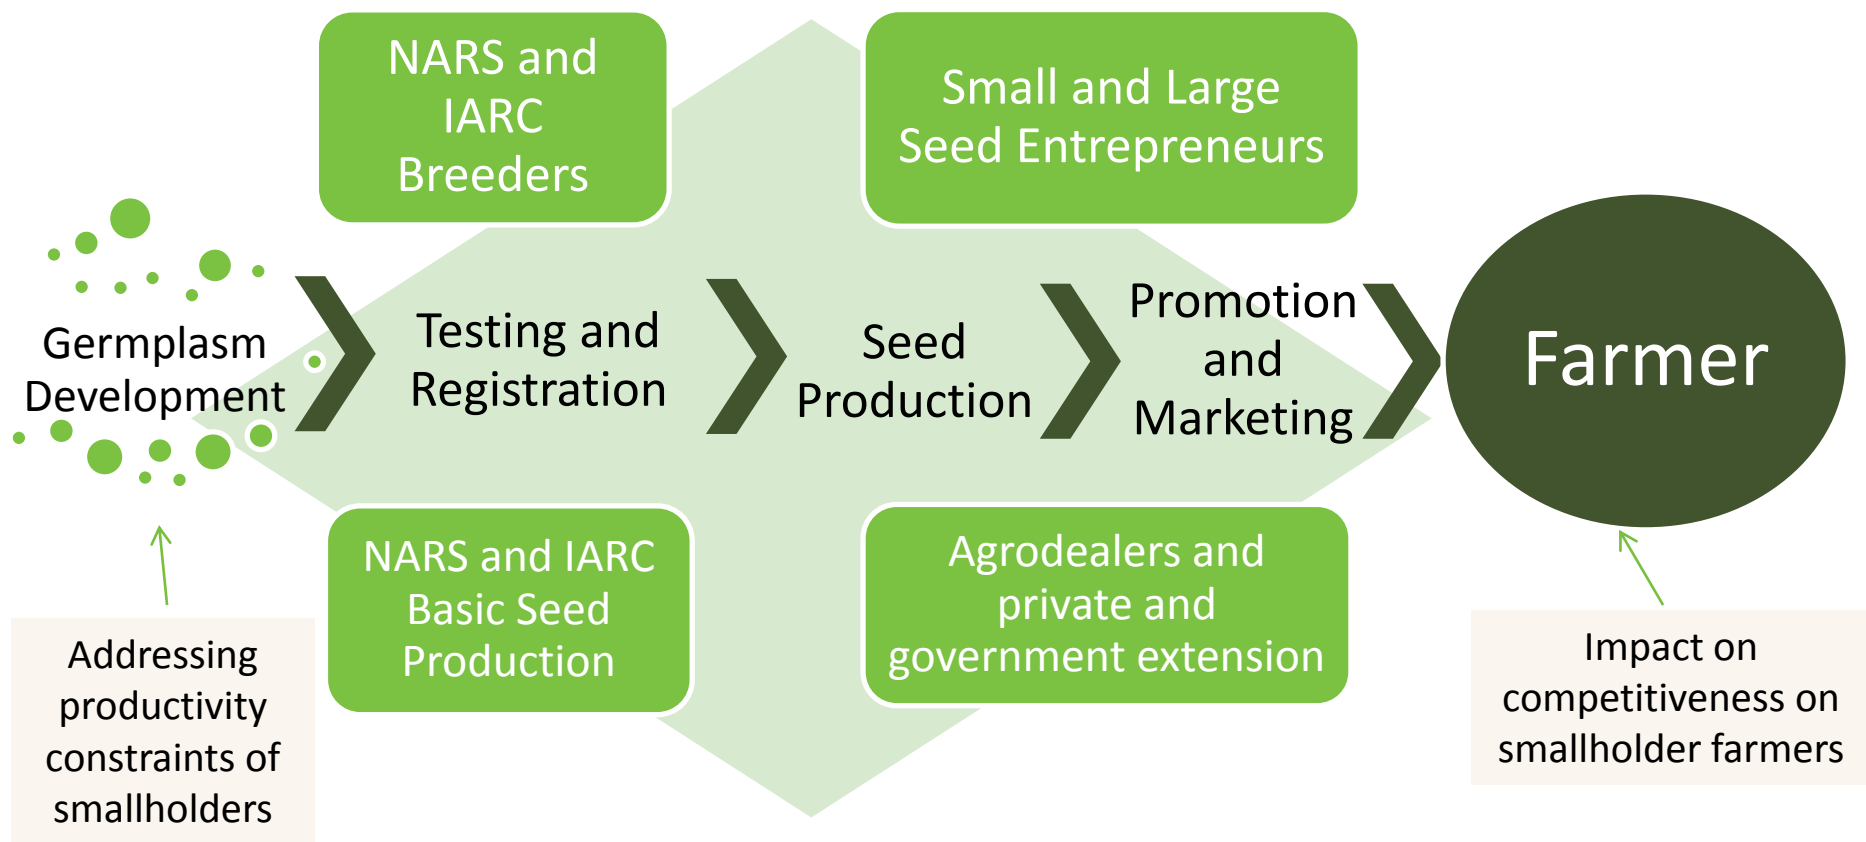 NARS and
IARC
Breeders
Small and Large
Seed Entrepreneurs
Germplasm
Development
Testing and
Registration
Seed
Production
Promotion
and
Marketing
Farmer
NARS and IARC
Basic Seed
Production
Agrodealers and
private and
government extension
Addressing
productivity
constraints of
smallholders
Impact on
competitiveness on
smallholder farmers